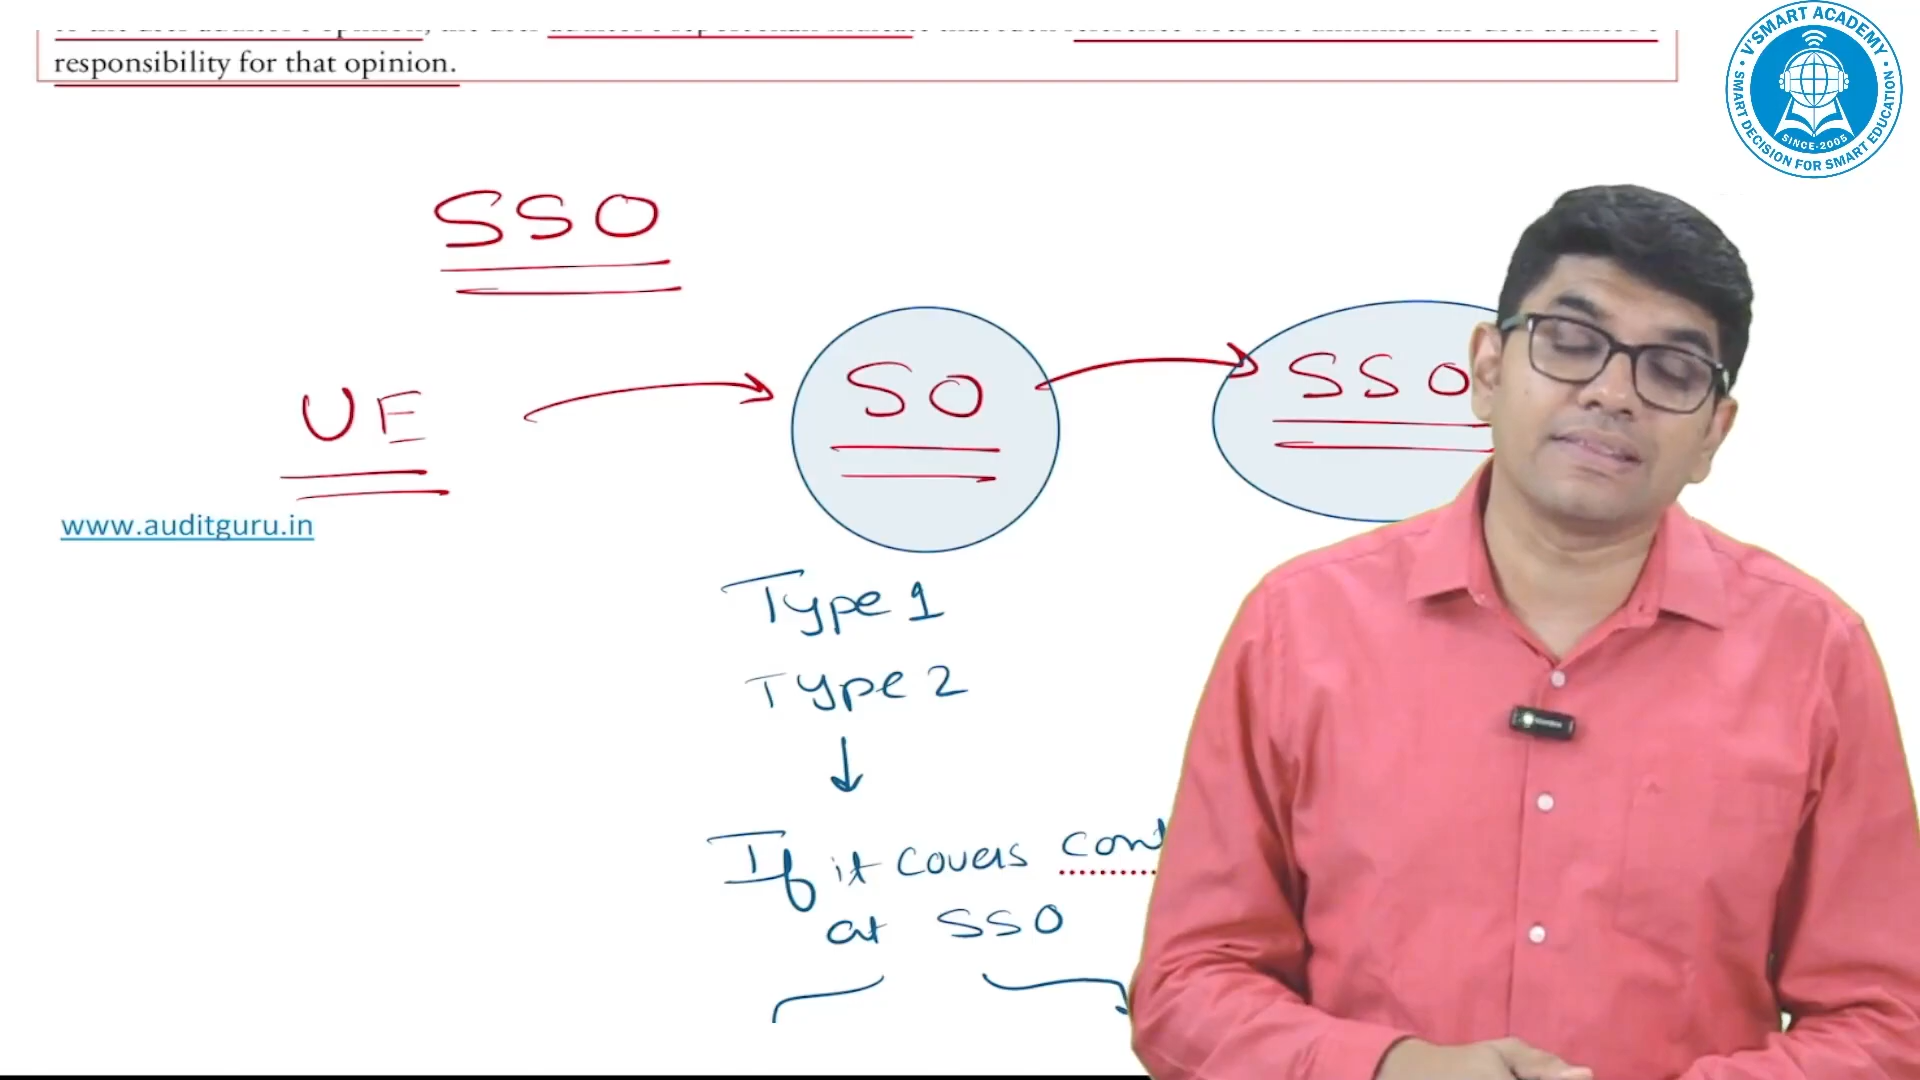 responsibility for that opinion.
V'SMART ACADEMY
SMART DECISION FOR SMART EDUCATION
SINCE-2005
SSO
UE
SO
SSO
www.auditguru.in
Type 1
Type 2
If it covers cont
at SSO